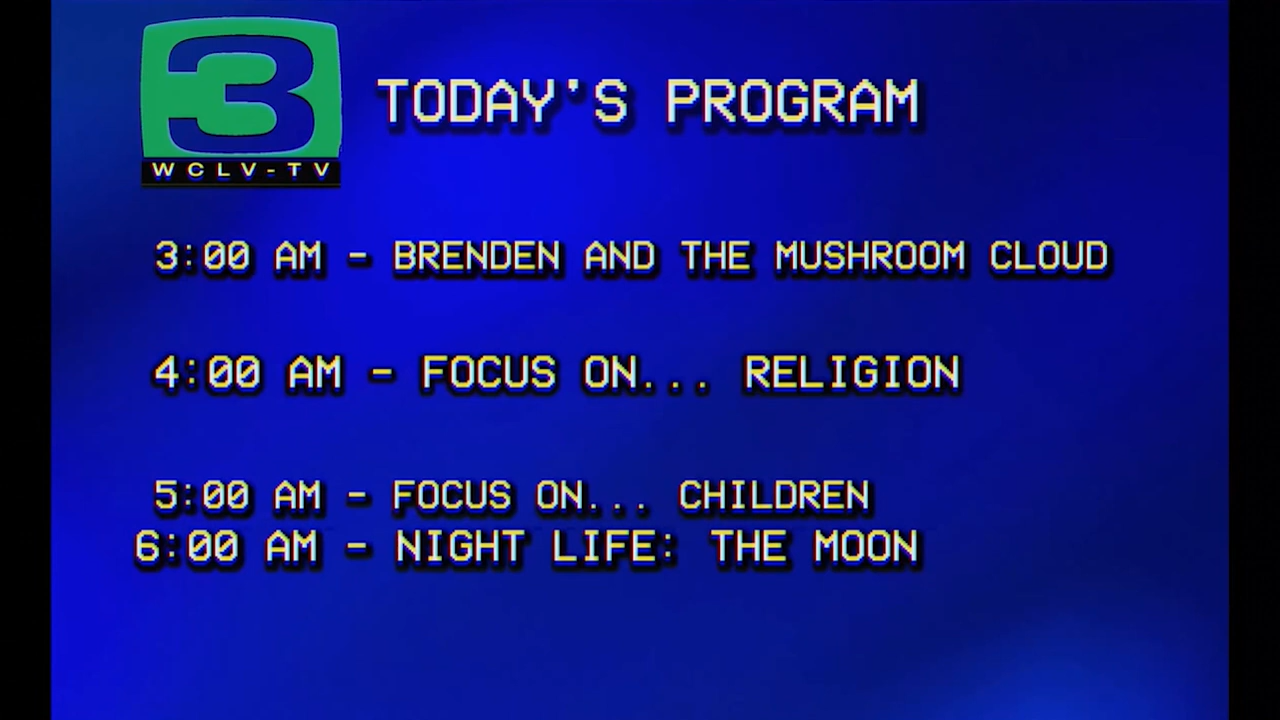 3
WCLV-TV
TODAY'S PROGRAM
3:00 AM - BRENDEN AND THE MUSHROOM CLOUD
4:00 AM - FOCUS ON... RELIGION
5:00 AM - FOCUS ON... CHILDREN
6:00 AM - NIGHT LIFE: THE MOON